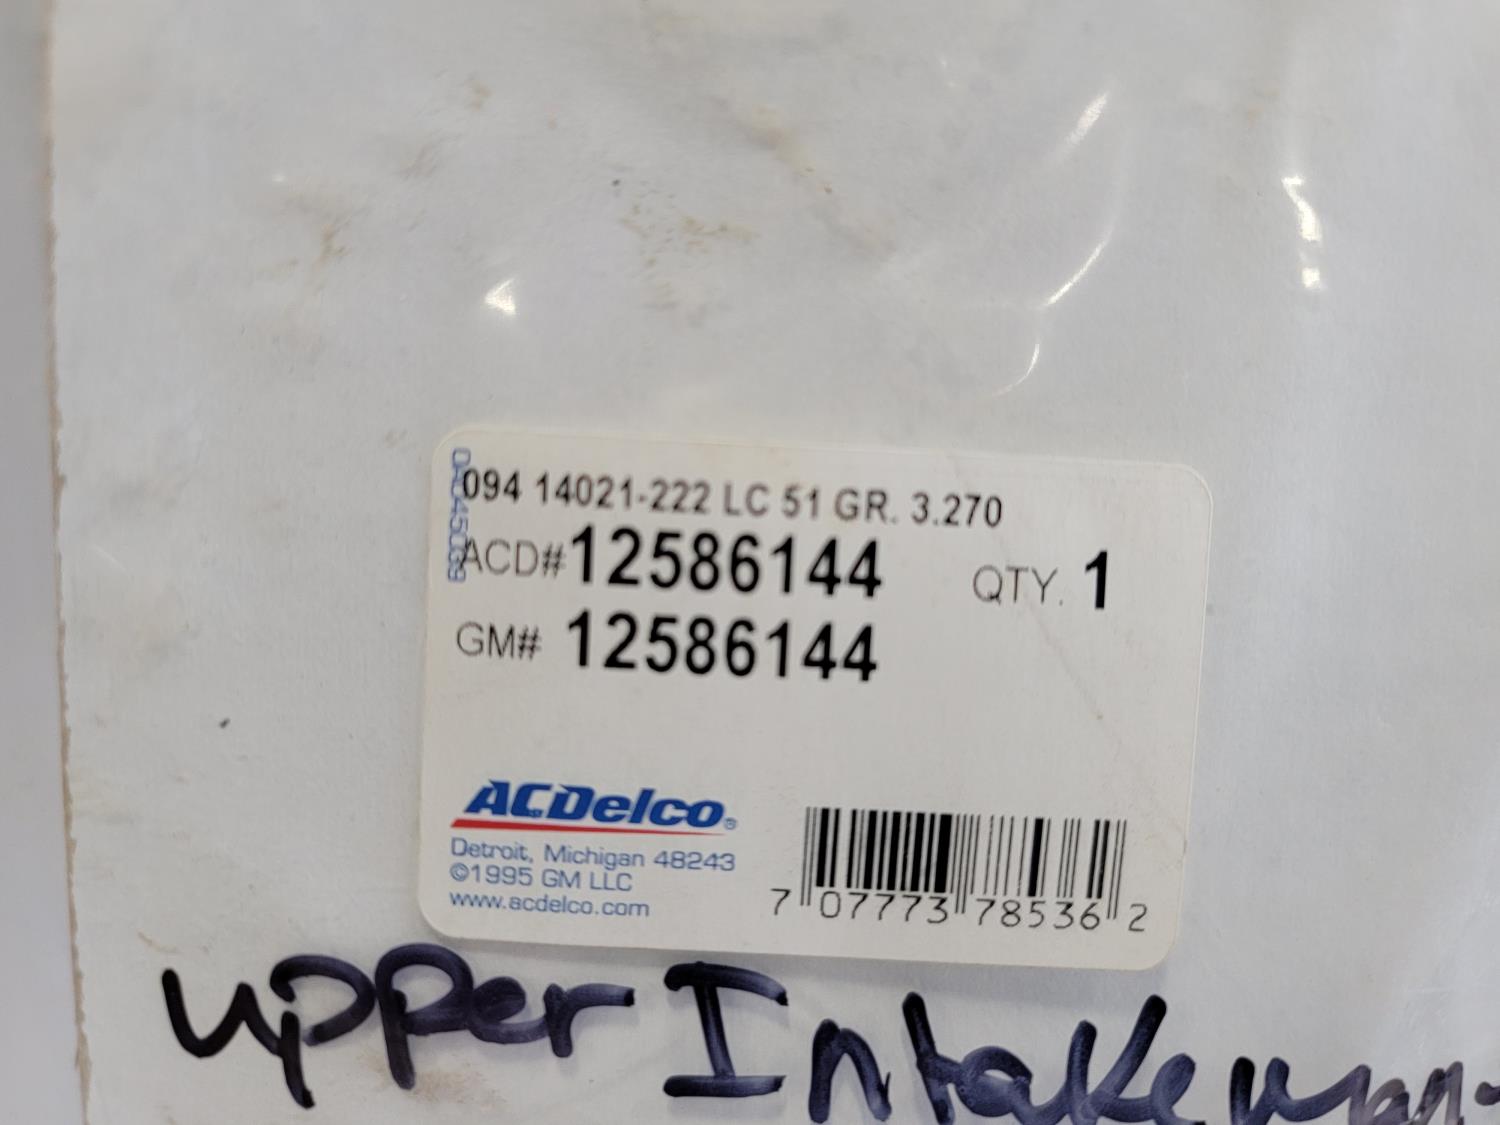 094 14021-222 LC 51 GR. 3.270
ACD# 12586144 QTY. 1
GM# 12586144
ACDelco®
Detroit, Michigan 48243
©1995 GM LLC
www.acdelco.com
7 07773 78536 2
upper Intake